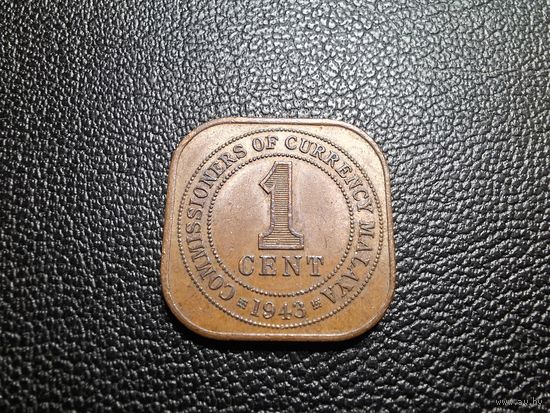 COMMISSIONERS OF CURRENCY MALAYA
1
CENT
1943
www.ay.by